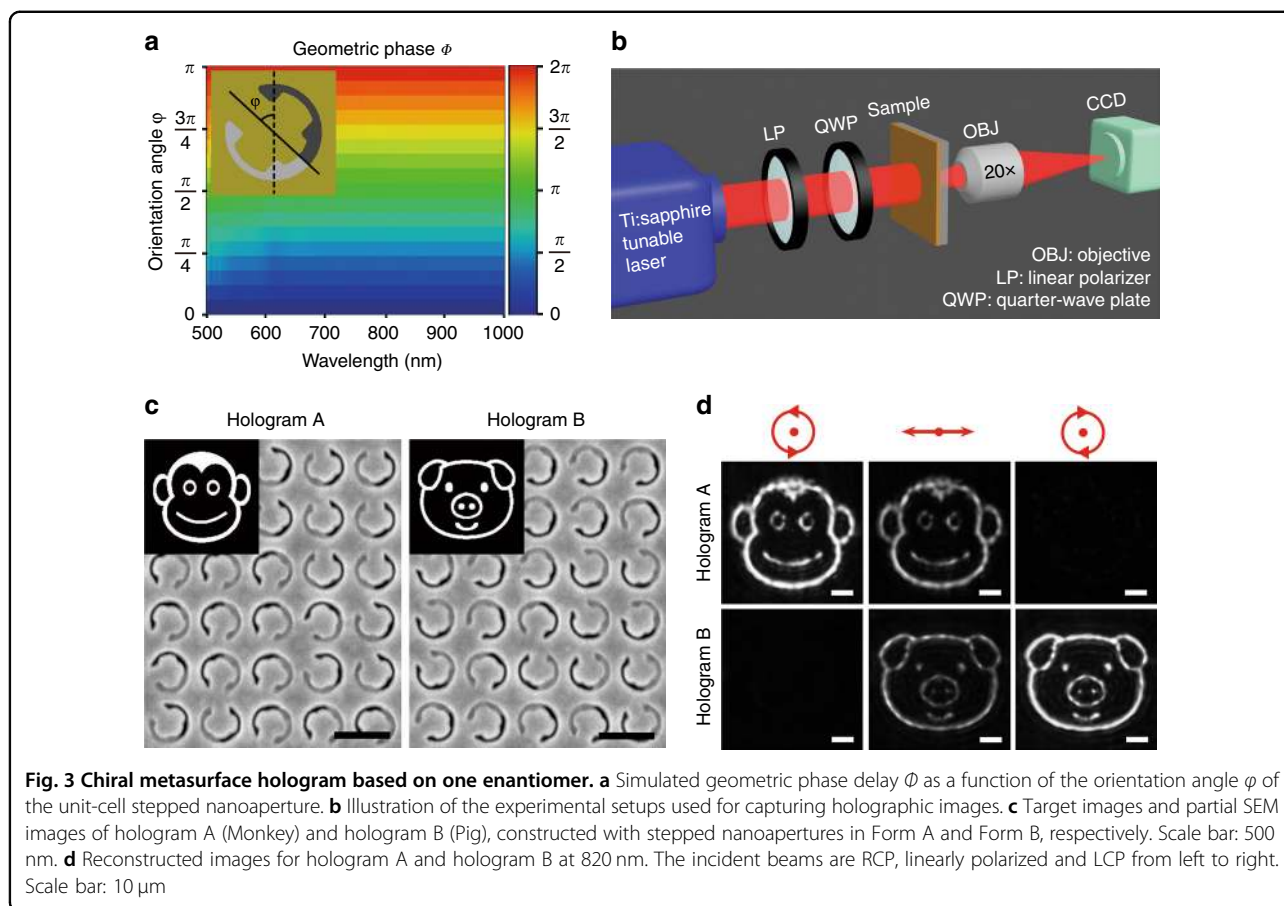 a
Geometric phase Φ
π
3π/4
π/2
π/4
0
Orientation angle φ
φ
500 600 700 800 900 1000
Wavelength (nm)
2π
3π/2
π
π/2
0
b
LP
QWP
Sample
OBJ
CCD
20×
Ti:sapphire
tunable
laser
OBJ: objective
LP: linear polarizer
QWP: quarter-wave plate
c
Hologram A
Hologram B
d
Hologram A
Hologram B
Fig. 3 Chiral metasurface hologram based on one enantiomer. a Simulated geometric phase delay Φ as a function of the orientation angle φ of
the unit-cell stepped nanoaperture. b Illustration of the experimental setups used for capturing holographic images. c Target images and partial SEM
images of hologram A (Monkey) and hologram B (Pig), constructed with stepped nanoapertures in Form A and Form B, respectively. Scale bar: 500
nm. d Reconstructed images for hologram A and hologram B at 820 nm. The incident beams are RCP, linearly polarized and LCP from left to right.
Scale bar: 10 μm